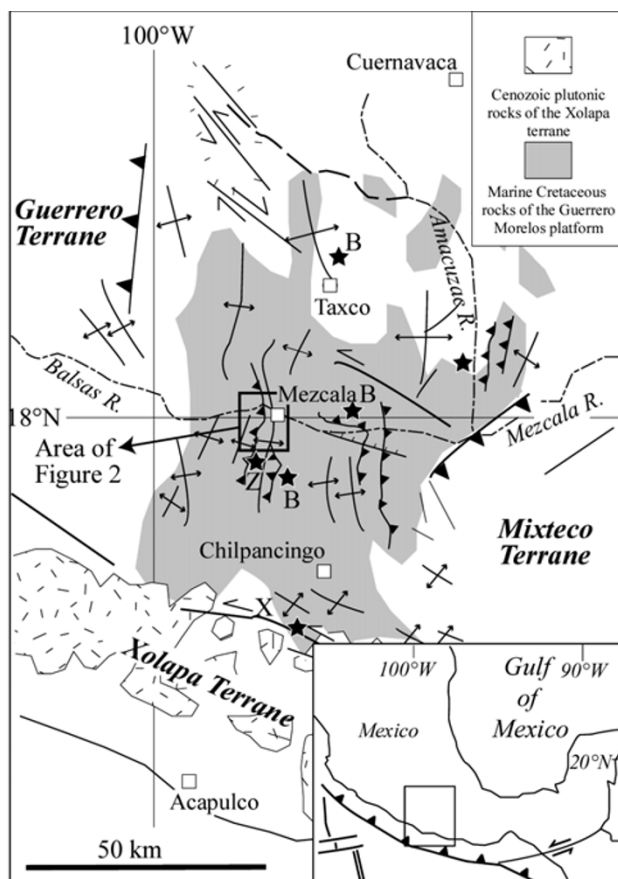 100°W
Cuernavaca
Cenozoic plutonic
rocks of the Xolapa
terrane
Marine Cretaceous
rocks of the Guerrero
Morelos platform
Guerrero
Terrane
B
Taxco
Amacuzac R.
Balsas R.
Mezcala
B
18°N
Mezcala R.
Area of
Figure 2
Z
B
Mixteco
Terrane
Chilpancingo
X
Xolapa Terrane
Acapulco
50 km
100°W
90°W
Gulf
of
Mexico
Mexico
20°N